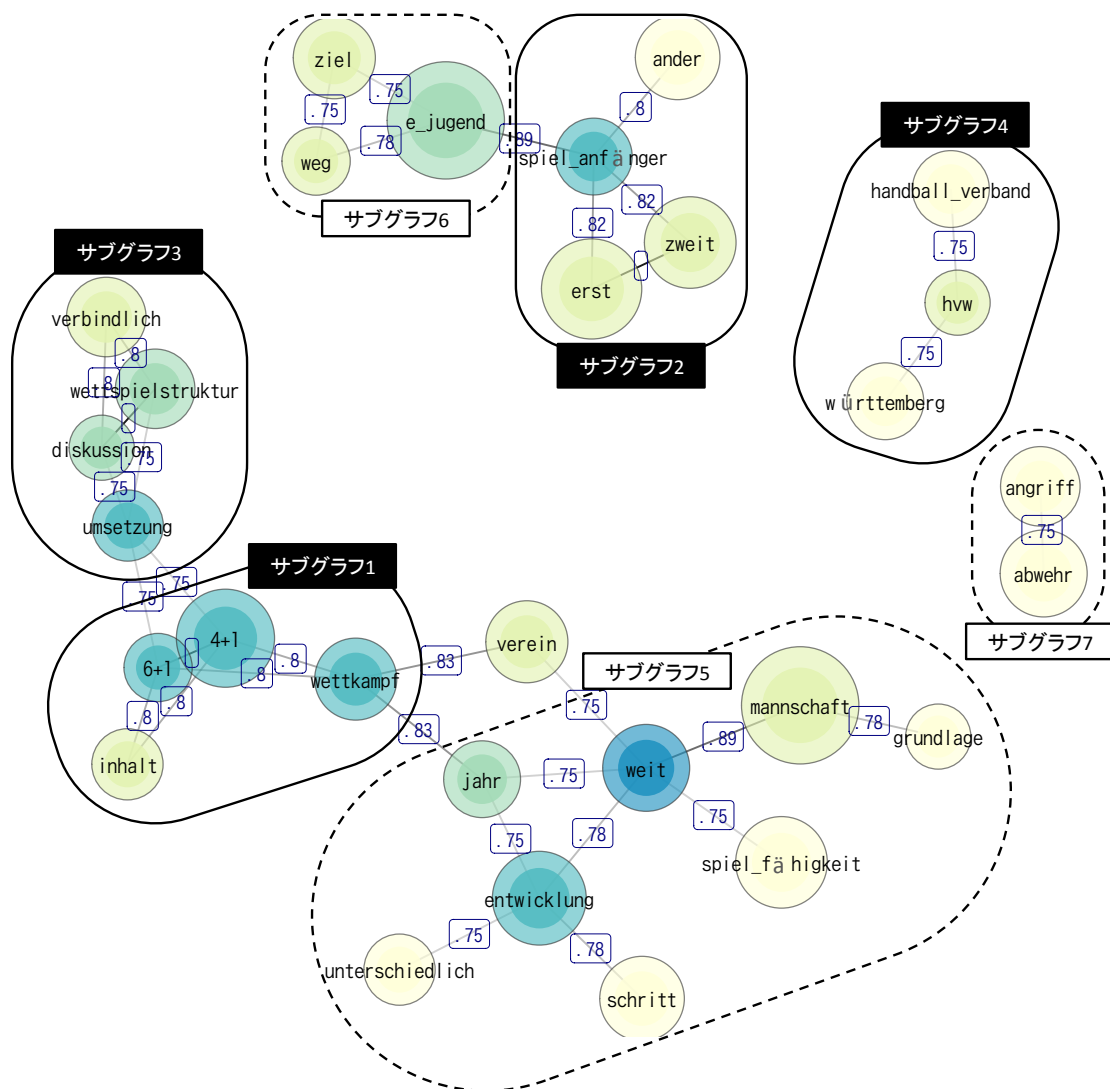 ziel
.75
.75
e_jugend
weg
.78
サブグラフ6
.89
ander
.8
spiel_anfänger
.82
.82
zweit
erst
サブグラフ2
サブグラフ4
handball_verband
.75
hvw
.75
württemberg
サブグラフ3
verbindlich
.8
.8
wettspielstruktur
diskussion
.75
.75
umsetzung
.75
.75
サブグラフ1
4+1
6+1
.8
.8
wettkampf
.8
.8
inhalt
.83
.83
verein
.75
サブグラフ5
mannschaft
.78
grundlage
.89
weit
.75
jahr
.75
.78
.75
spiel_fähigkeit
entwicklung
.75
unterschiedlich
.78
schritt
angriff
.75
abwehr
サブグラフ7